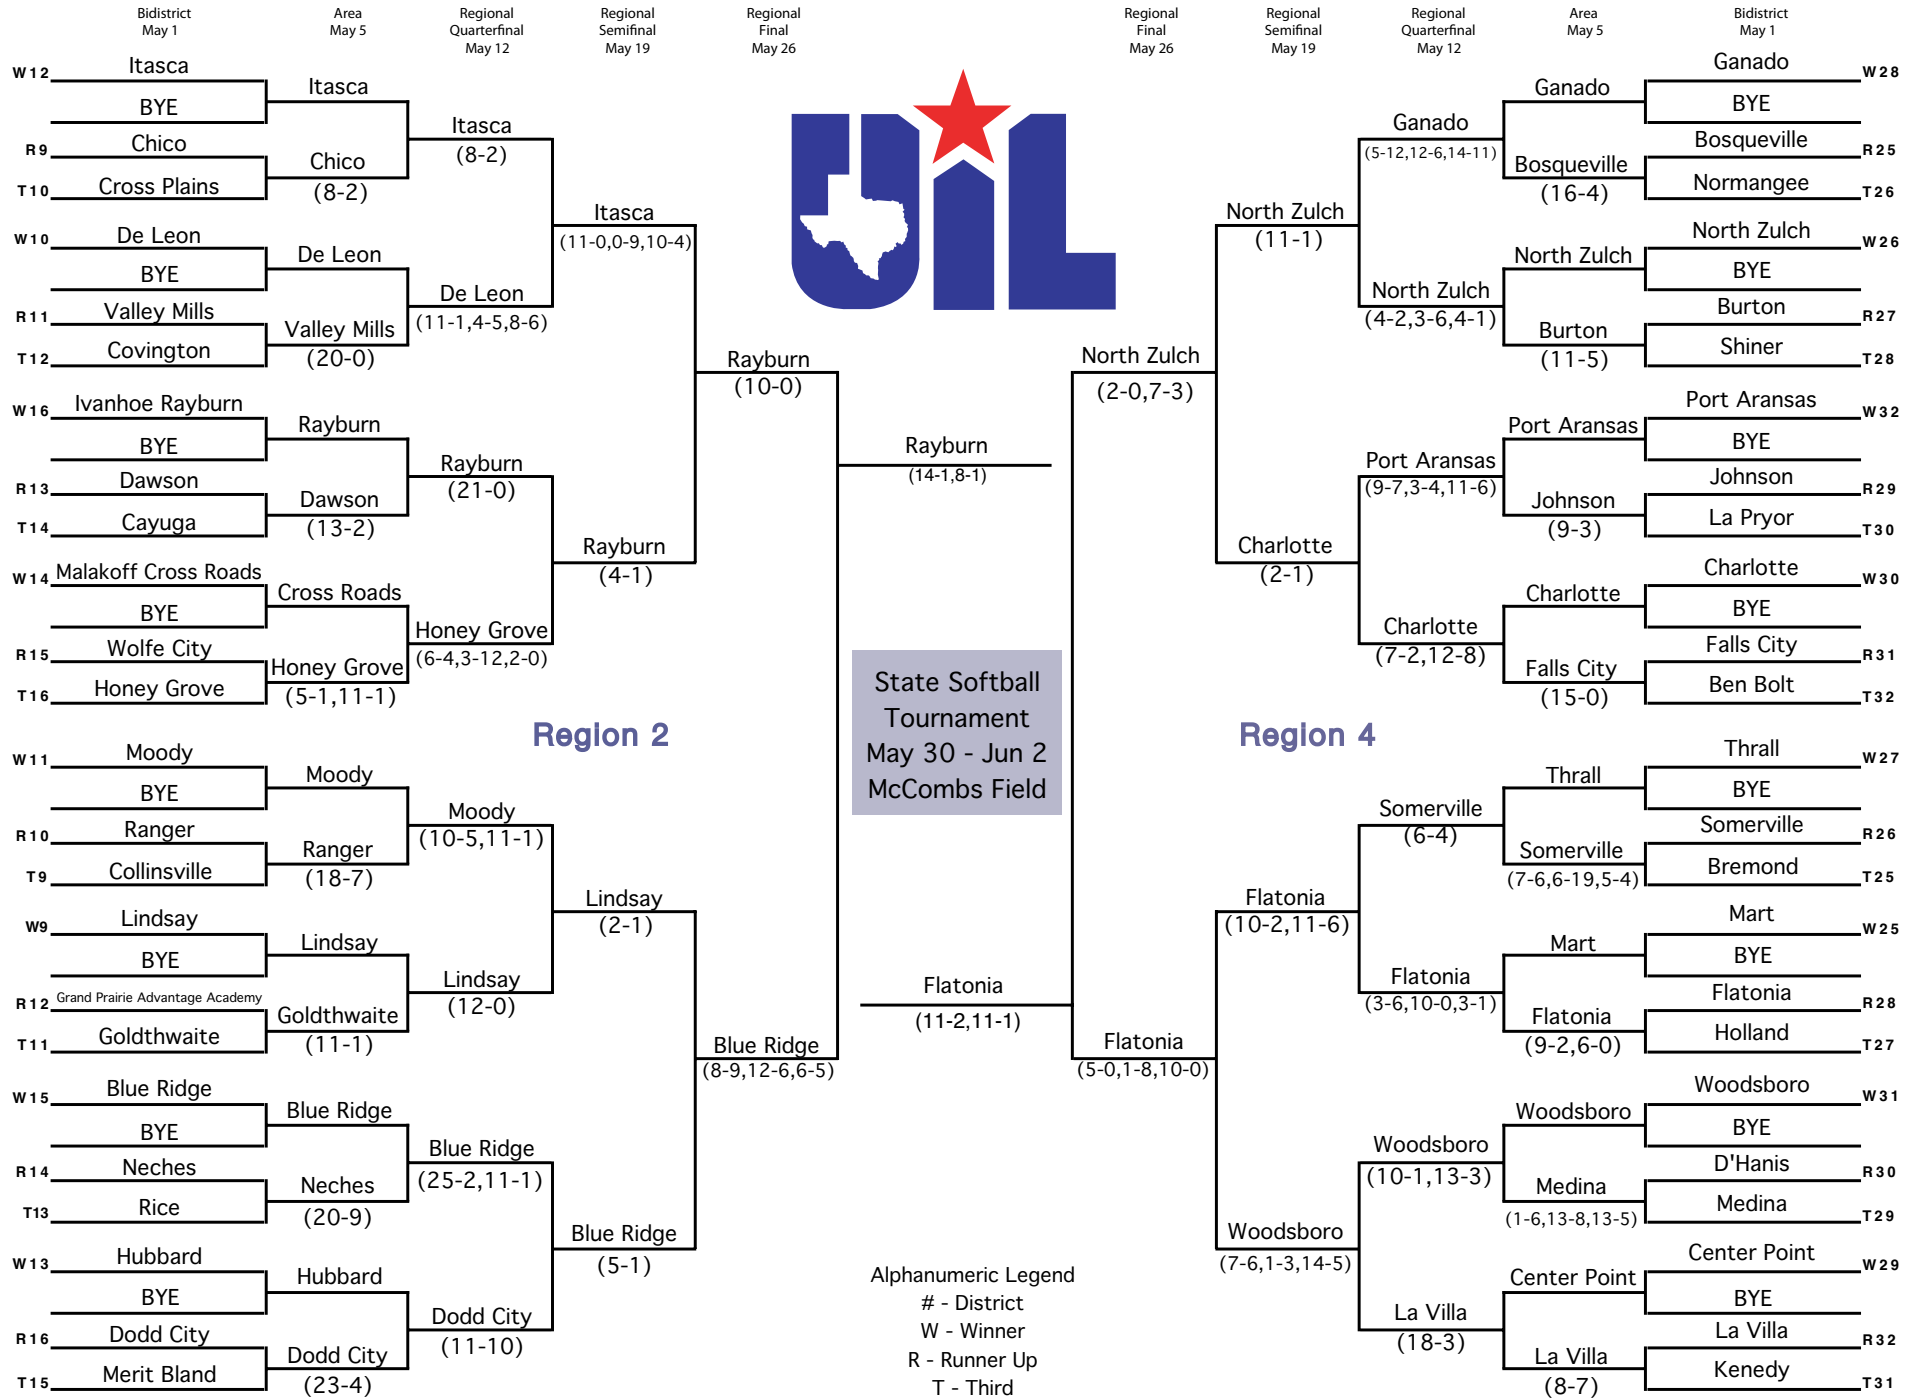 Bidistrict
May 1
Area
May 5
Regional
Quarterfinal
May 12
Regional
Semifinal
May 19
Regional
Final
May 26
Regional
Final
May 26
Regional
Semifinal
May 19
Regional
Quarterfinal
May 12
Area
May 5
Bidistrict
May 1
W12 Itasca
BYE
R9 Chico
T10 Cross Plains
W10 De Leon
BYE
R11 Valley Mills
T12 Covington
W16 Ivanhoe Rayburn
BYE
R13 Dawson
T14 Cayuga
W14 Malakoff Cross Roads
BYE
R15 Wolfe City
T16 Honey Grove
W11 Moody
BYE
R10 Ranger
T9 Collinsville
W9 Lindsay
BYE
R12 Grand Prairie Advantage Academy
T11 Goldthwaite
W15 Blue Ridge
BYE
R14 Neches
T13 Rice
W13 Hubbard
BYE
R16 Dodd City
T15 Merit Bland
Itasca
Chico
(8-2)
De Leon
Valley Mills
(20-0)
Rayburn
Dawson
(13-2)
Cross Roads
Honey Grove
(5-1,11-1)
Moody
Ranger
(18-7)
Lindsay
Goldthwaite
(11-1)
Blue Ridge
Neches
(20-9)
Hubbard
Dodd City
(23-4)
Itasca
(8-2)
De Leon
(11-1,4-5,8-6)
Rayburn
(21-0)
Honey Grove
(6-4,3-12,2-0)
Moody
(10-5,11-1)
Lindsay
(12-0)
Blue Ridge
(25-2,11-1)
Dodd City
(11-10)
Itasca
(11-0,0-9,10-4)
Rayburn
(4-1)
Region 2
Lindsay
(2-1)
Blue Ridge
(5-1)
Rayburn
(10-0)
Blue Ridge
(8-9,12-6,6-5)
UIL
Rayburn
(14-1,8-1)
State Softball
Tournament
May 30 - Jun 2
McCombs Field
Flatonia
(11-2,11-1)
Alphanumeric Legend
# - District
W - Winner
R - Runner Up
T - Third
North Zulch
(2-0,7-3)
Flatonia
(5-0,1-8,10-0)
North Zulch
(11-1)
Charlotte
(2-1)
Region 4
Flatonia
(10-2,11-6)
Woodsboro
(7-6,1-3,14-5)
Ganado
(5-12,12-6,14-11)
North Zulch
(4-2,3-6,4-1)
Port Aransas
(9-7,3-4,11-6)
Charlotte
(7-2,12-8)
Somerville
(6-4)
Flatonia
(3-6,10-0,3-1)
Woodsboro
(10-1,13-3)
La Villa
(18-3)
Ganado
Bosqueville
(16-4)
North Zulch
Burton
(11-5)
Port Aransas
Johnson
(9-3)
Charlotte
Falls City
(15-0)
Thrall
Somerville
(7-6,6-19,5-4)
Mart
Flatonia
(9-2,6-0)
Woodsboro
Medina
(1-6,13-8,13-5)
Center Point
La Villa
(8-7)
Ganado W28
BYE
Bosqueville R25
Normangee T26
North Zulch W26
BYE
Burton R27
Shiner T28
Port Aransas W32
BYE
Johnson R29
La Pryor T30
Charlotte W30
BYE
Falls City R31
Ben Bolt T32
Thrall W27
BYE
Somerville R26
Bremond T25
Mart W25
BYE
Flatonia R28
Holland T27
Woodsboro W31
BYE
D'Hanis R30
Medina T29
Center Point W29
BYE
La Villa R32
Kenedy T31